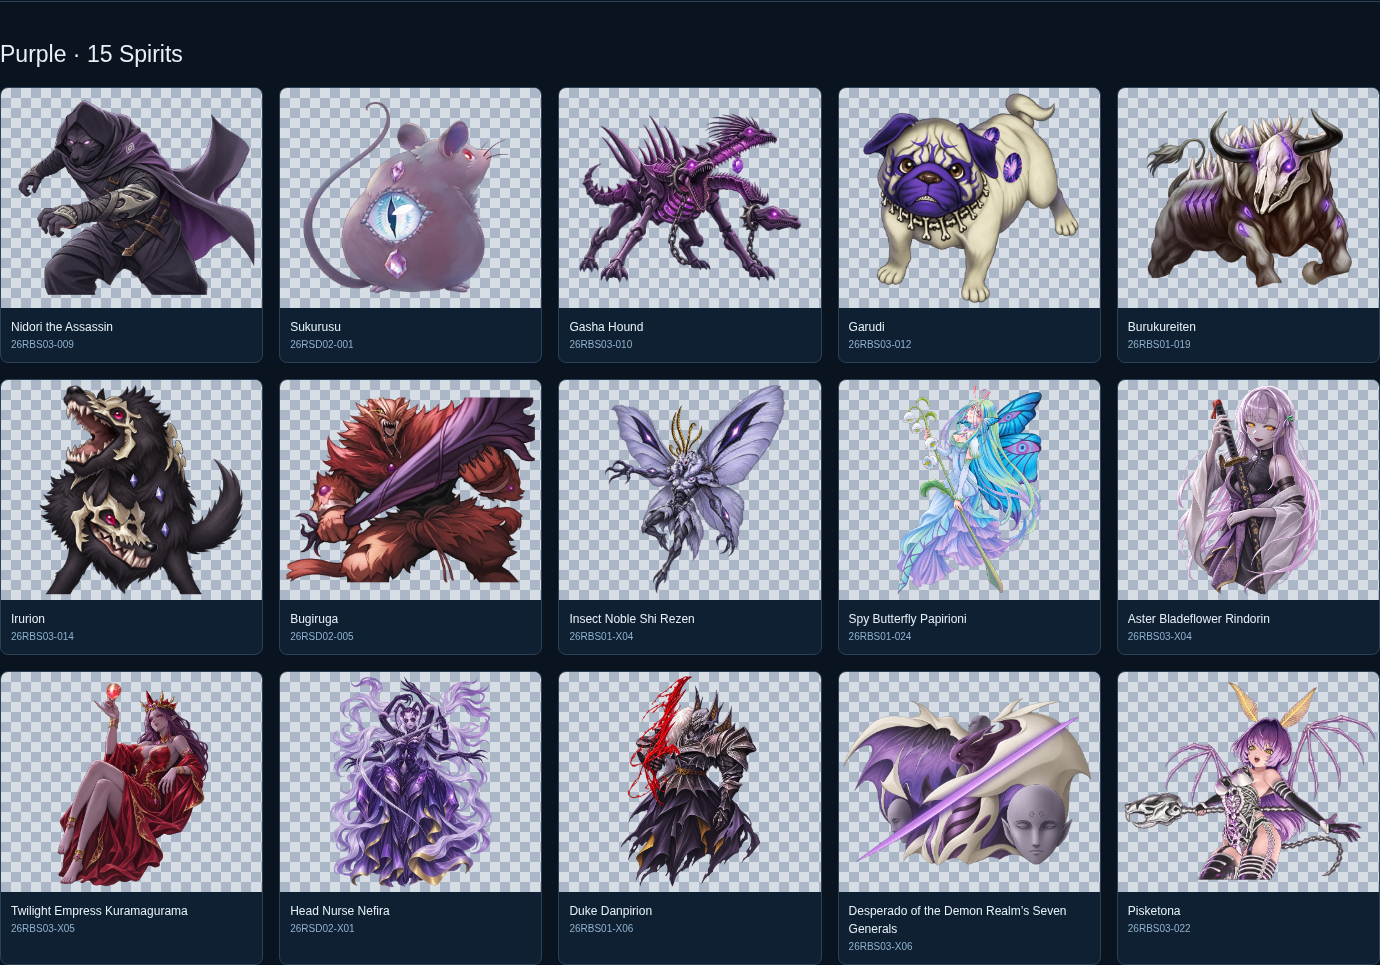 Purple · 15 Spirits
Nidori the Assassin
26RBS03-009
Sukurusu
26RSD02-001
Gasha Hound
26RBS03-010
Garudi
26RBS03-012
Burukureiten
26RBS01-019
Irurion
26RBS03-014
Bugiruga
26RSD02-005
Insect Noble Shi Rezen
26RBS01-X04
Spy Butterfly Papirioni
26RBS01-024
Aster Bladeflower Rindorin
26RBS03-X04
Twilight Empress Kuramagurama
26RBS03-X05
Head Nurse Nefira
26RSD02-X01
Duke Danpirion
26RBS01-X06
Desperado of the Demon Realm's Seven
Generals
26RBS03-X06
Pisketona
26RBS03-022